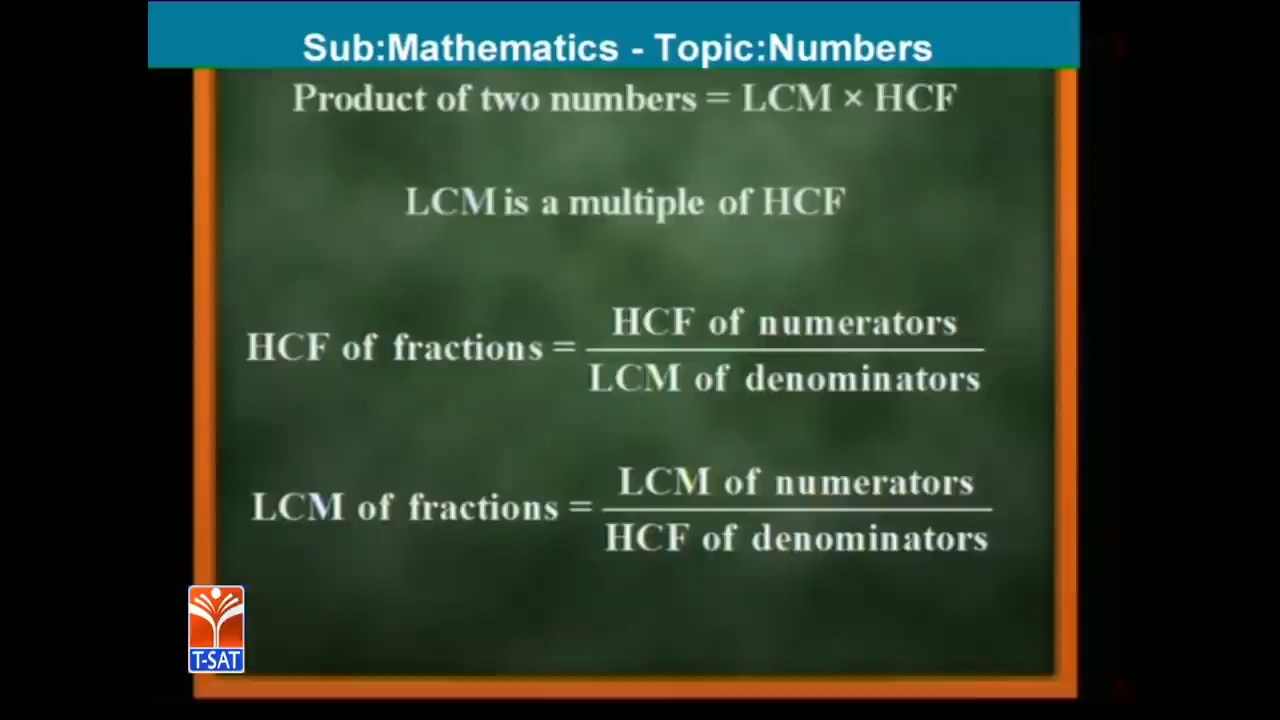 Sub:Mathematics - Topic:Numbers
Product of two numbers = LCM × HCF
LCM is a multiple of HCF
HCF of numerators
HCF of fractions =
LCM of denominators
LCM of numerators
LCM of fractions =
HCF of denominators
T-SAT